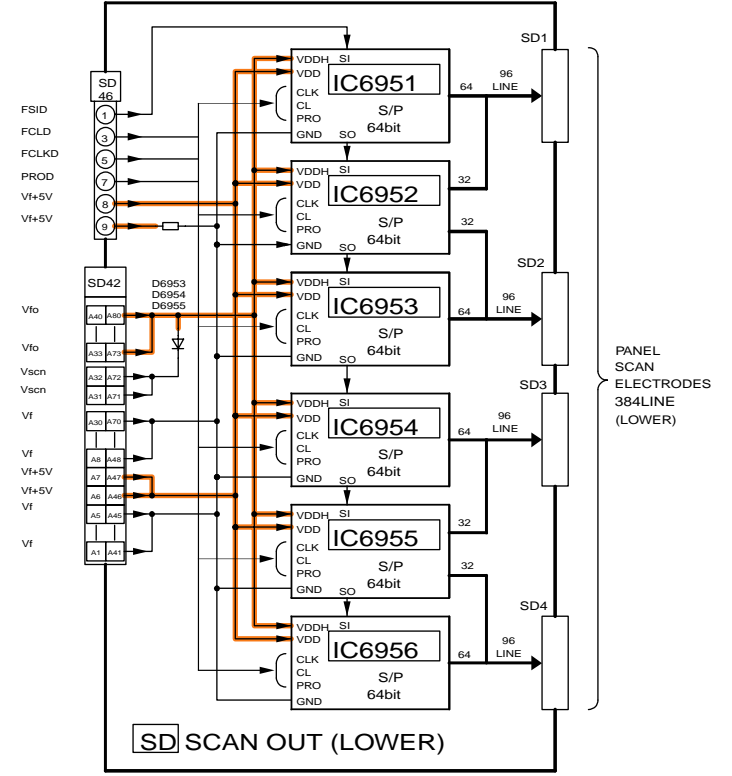 SD
46
FSID
1
FCLD
3
FCLKD
5
PROD
7
Vf+5V
8
Vf+5V
9
SD42
D6953
D6954
D6955
Vfo
A40 A80
Vfo
A33 A73
Vscn
A32 A72
Vscn
A31 A71
Vf
A30 A70
Vf
A8 A48
Vf+5V
A7 A47
Vf+5V
A6 A46
Vf
A5 A45
Vf
A1 A41
VDDH SI
VDD
IC6951
CLK
CL
PRO
S/P
64bit
GND SO
64
VDDH SI
VDD
IC6952
CLK
CL
PRO
S/P
64bit
GND
SO
32
32
VDDH SI
VDD
IC6953
CLK
CL
PRO
S/P
64bit
GND
SO
64
VDDH SI
VDD
IC6954
CLK
CL
PRO
S/P
64bit
GND
SO
64
VDDH SI
VDD
IC6955
CLK
CL
PRO
S/P
64bit
GND
SO
32
32
VDDH SI
VDD
IC6956
CLK
CL
PRO
S/P
64bit
GND
64
SD1
96
LINE
SD2
96
LINE
SD3
96
LINE
SD4
96
LINE
PANEL
SCAN
ELECTRODES
384LINE
(LOWER)
SD SCAN OUT (LOWER)